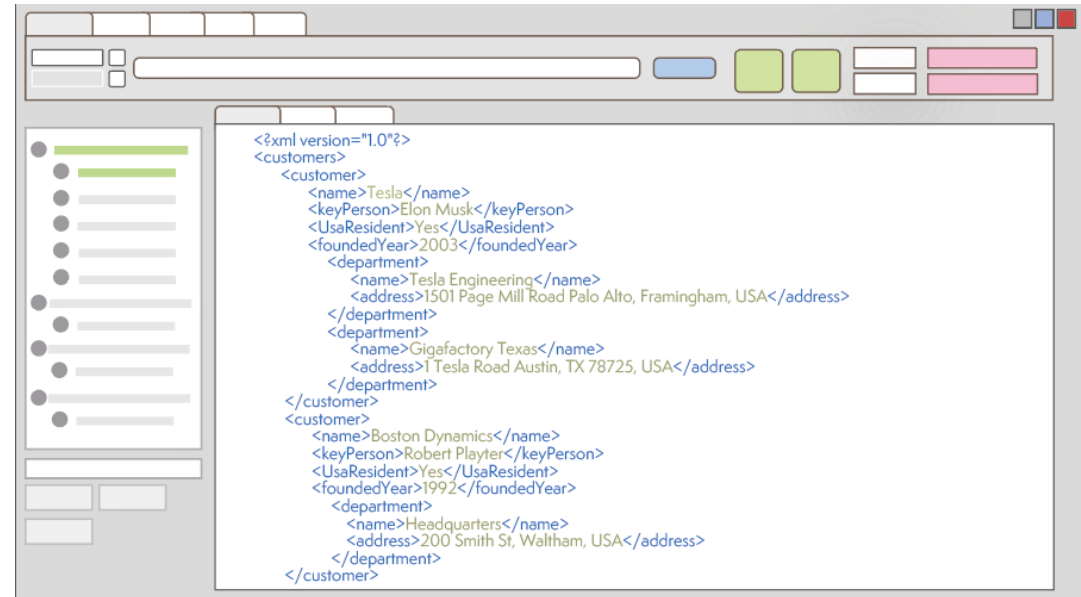 <?xml version="1.0"?>
<customers>
<customer>
<name>Tesla</name>
<keyPerson>Elon Musk</keyPerson>
<UsaResident>Yes</UsaResident>
<foundedYear>2003</foundedYear>
<department>
<name>Tesla Engineering</name>
<address>1501 Page Mill Road Palo Alto, Framingham, USA</address>
</department>
<department>
<name>Gigafactory Texas</name>
<address>1 Tesla Road Austin, TX 78725, USA</address>
</department>
</customer>
<customer>
<name>Boston Dynamics</name>
<keyPerson>Robert Playter</keyPerson>
<UsaResident>Yes</UsaResident>
<foundedYear>1992</foundedYear>
<department>
<name>Headquarters</name>
<address>200 Smith St, Waltham, USA</address>
</department>
</customer>